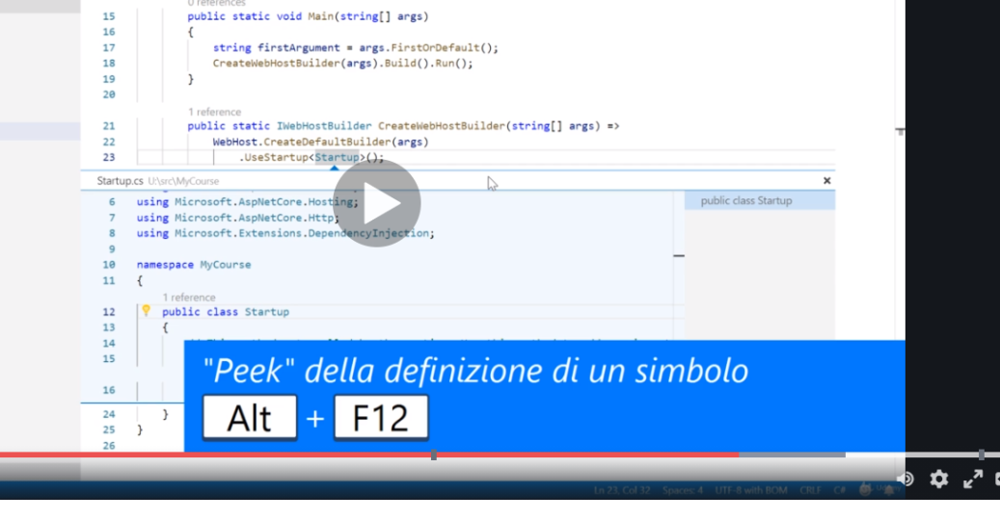 0 references
15 public static void Main(string[] args)
16 {
17 string firstArgument = args.FirstOrDefault();
18 CreateWebHostBuilder(args).Build().Run();
19 }
20
1 reference
21 public static IWebHostBuilder CreateWebHostBuilder(string[] args) =>
22 WebHost.CreateDefaultBuilder(args)
23 .UseStartup<Startup>();
Startup.cs U:\src\MyCourse
6 using Microsoft.AspNetCore.Hosting;
public class Startup
7 using Microsoft.AspNetCore.Http;
8 using Microsoft.Extensions.DependencyInjection;
9
10 namespace MyCourse
11 {
1 reference
12 public class Startup
13 {
14
15
16
"Peek" della definizione di un simbolo
Alt + F12
24 }
25 }
26
Ln 23, Col 32 Spaces: 4 UTF-8 with BOM CRLF C#